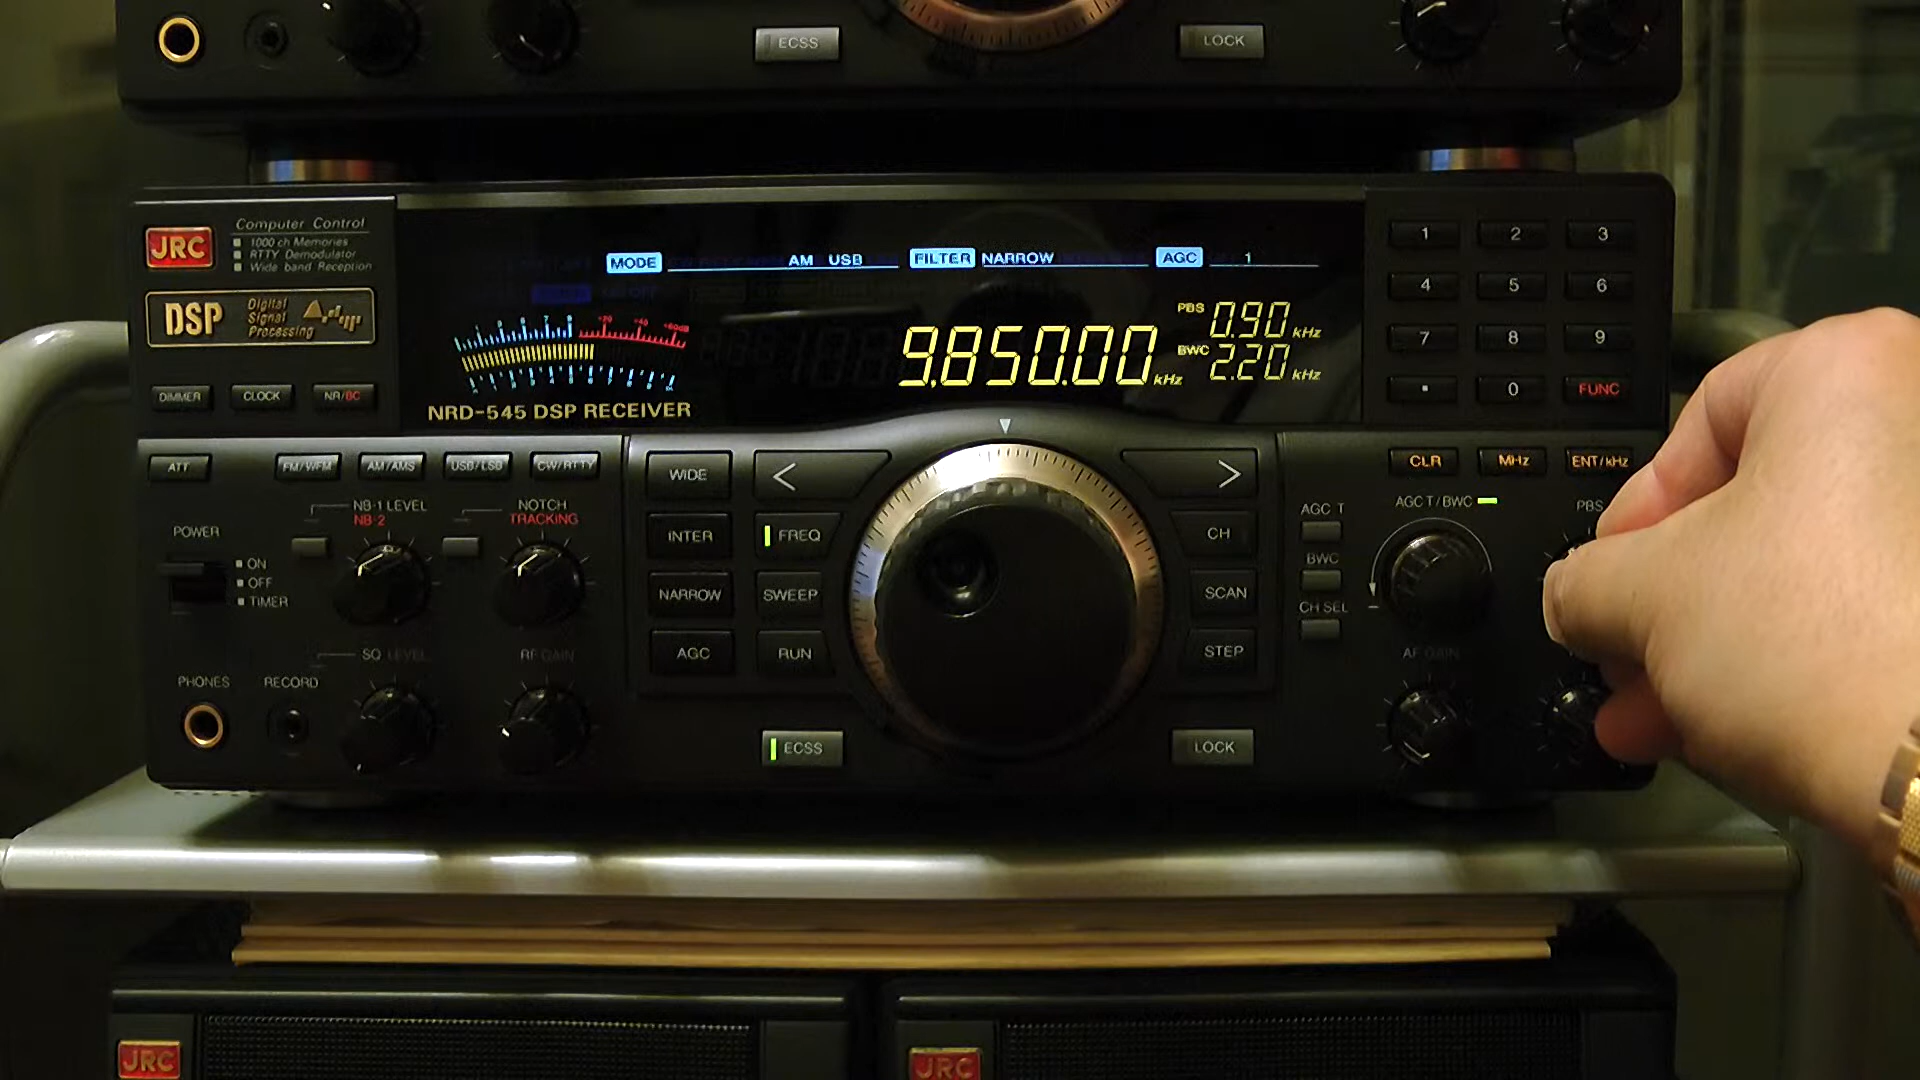 ECSS
LOCK
JRC
Computer Control
1000 ch Memories
RTTY Demodulator
Wide band Reception
DSP
Digital
Signal
Processing
DIMMER
CLOCK
NR/BC
MODE AM USB FILTER NARROW AGC 1
PBS 0.90 kHz
9.850.00 kHz
BWC 2.20 kHz
NRD-545 DSP RECEIVER
1 2 3
4 5 6
7 8 9
0 FUNC
CLR MHz ENT/kHz
ATT
FM/WFM
AM/AMS
USB/LSB
CW/RTTY
POWER
ON
OFF
TIMER
NB-1 LEVEL
NB-2
NOTCH
TRACKING
SQ LEVEL
RF GAIN
PHONES
RECORD
WIDE
INTER
NARROW
AGC
<
FREQ
SWEEP
RUN
ECSS
>
CH
SCAN
STEP
LOCK
AGC T
BWC
CH SEL
AGC T/BWC
PBS
AF GAIN
JRC
JRC